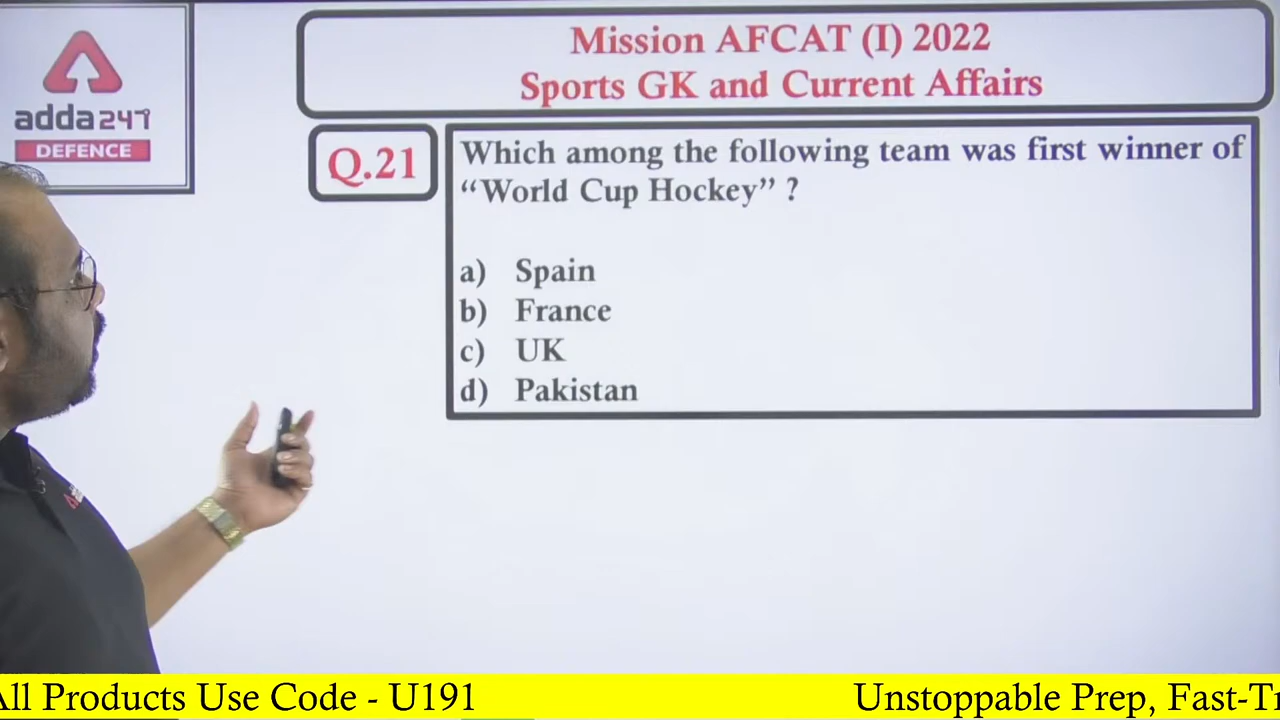 Mission AFCAT (I) 2022
Sports GK and Current Affairs
adda247
DEFENCE
Q.21
Which among the following team was first winner of
“World Cup Hockey” ?
a) Spain
b) France
c) UK
d) Pakistan
All Products Use Code - U191
Unstoppable Prep, Fast-Tr